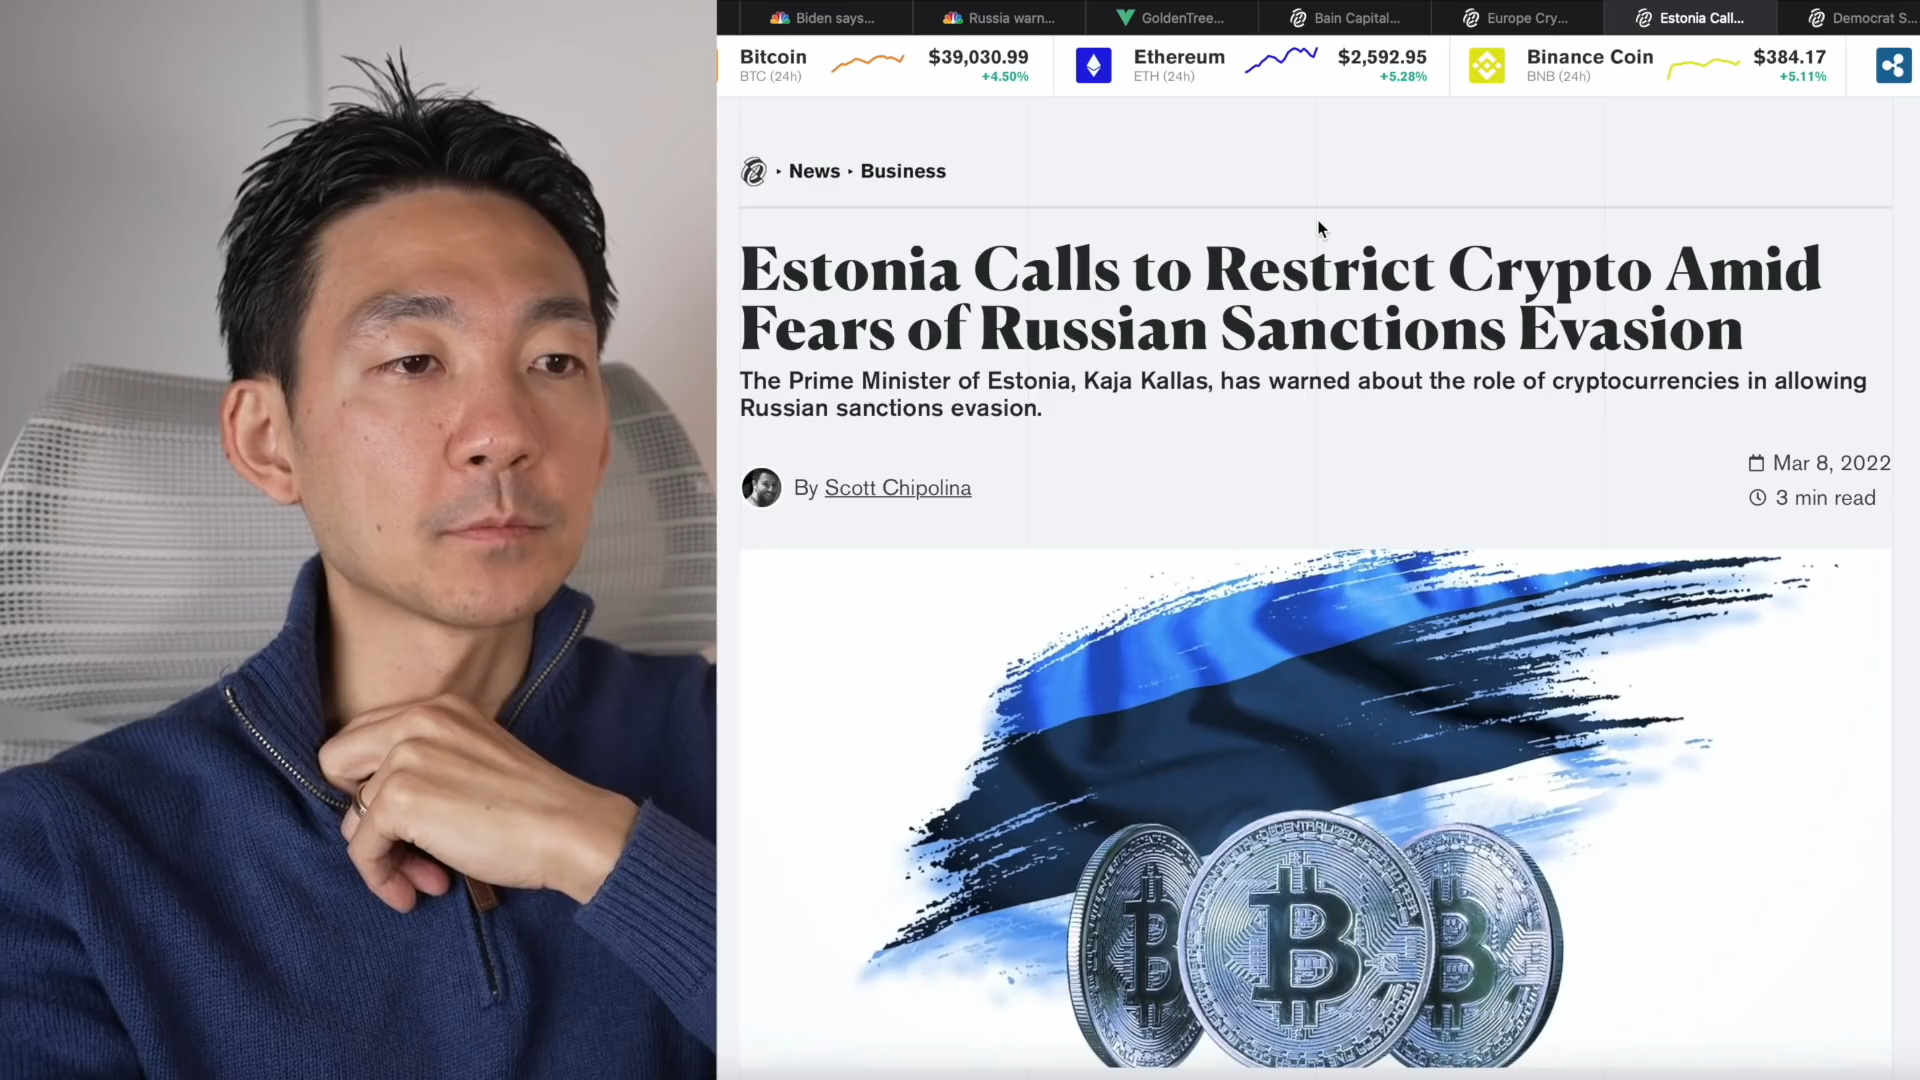 Biden says...
Russia warn...
GoldenTree...
Bain Capital...
Europe Cry...
Estonia Call...
Democrat S...
Bitcoin $39,030.99
BTC (24h) +4.50%
Ethereum $2,592.95
ETH (24h) +5.28%
Binance Coin $384.17
BNB (24h) +5.11%
News ‣ Business
Estonia Calls to Restrict Crypto Amid
Fears of Russian Sanctions Evasion
The Prime Minister of Estonia, Kaja Kallas, has warned about the role of cryptocurrencies in allowing
Russian sanctions evasion.
By Scott Chipolina
Mar 8, 2022
3 min read